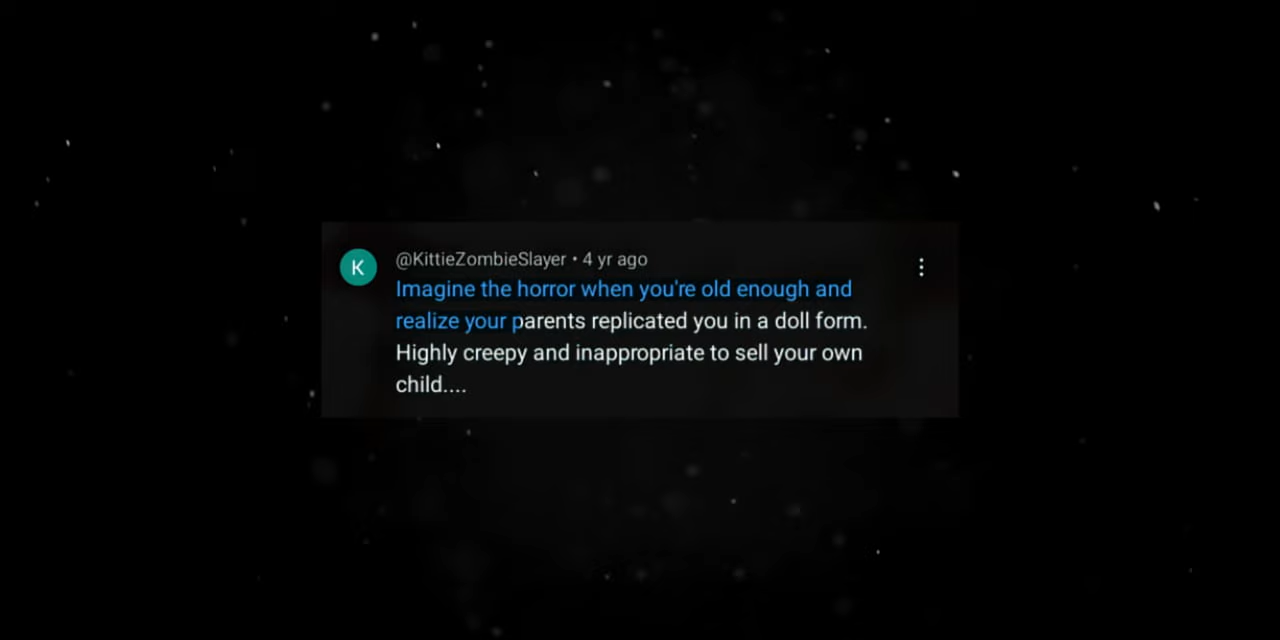 K
@KittieZombieSlayer • 4 yr ago
Imagine the horror when you're old enough and
realize your parents replicated you in a doll form.
Highly creepy and inappropriate to sell your own
child....